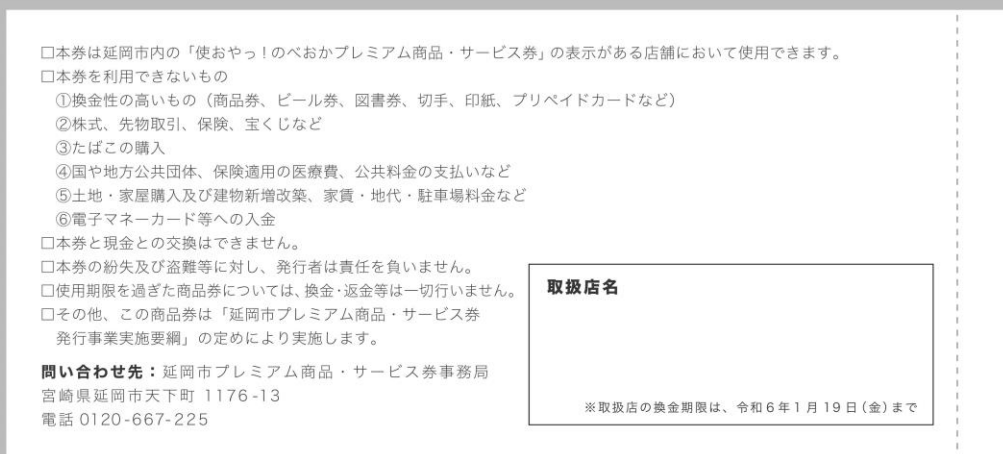 □本券は延岡市内の「使おやっ!のべおかプレミアム商品・サービス券」の表示がある店舗において使用できます。
□本券を利用できないもの
①換金性の高いもの(商品券、ビール券、図書券、切手、印紙、プリペイドカードなど)
②株式、先物取引、保険、宝くじなど
③たばこの購入
④国や地方公共団体、保険適用の医療費、公共料金の支払いなど
⑤土地・家屋購入及び建物新増改築、家賃・地代・駐車場料金など
⑥電子マネーカード等への入金
□本券と現金との交換はできません。
□本券の紛失及び盗難等に対し、発行者は責任を負いません。
□使用期限を過ぎた商品券については、換金・返金等は一切行いません。
□その他、この商品券は「延岡市プレミアム商品・サービス券
発行事業実施要綱」の定めにより実施します。
問い合わせ先:延岡市プレミアム商品・サービス券事務局
宮崎県延岡市天下町 1176-13
電話 0120-667-225
取扱店名
※取扱店の換金期限は、令和6年1月19日(金)まで